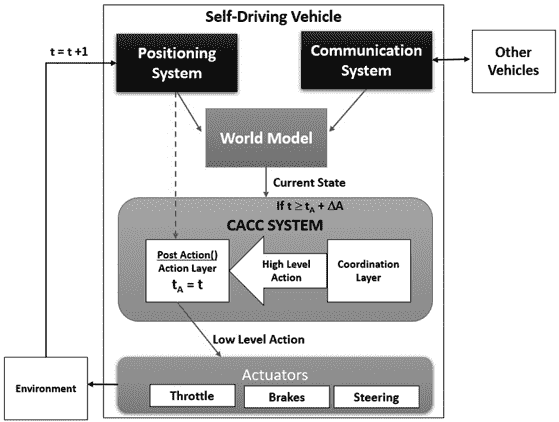 Self-Driving Vehicle
t = t +1
Positioning
System
Communication
System
Other
Vehicles
World Model
Current State
If t ≥ tA + ΔA
CACC SYSTEM
Post Action()
Action Layer
tA = t
High Level
Action
Coordination
Layer
Low Level Action
Environment
Actuators
Throttle
Brakes
Steering